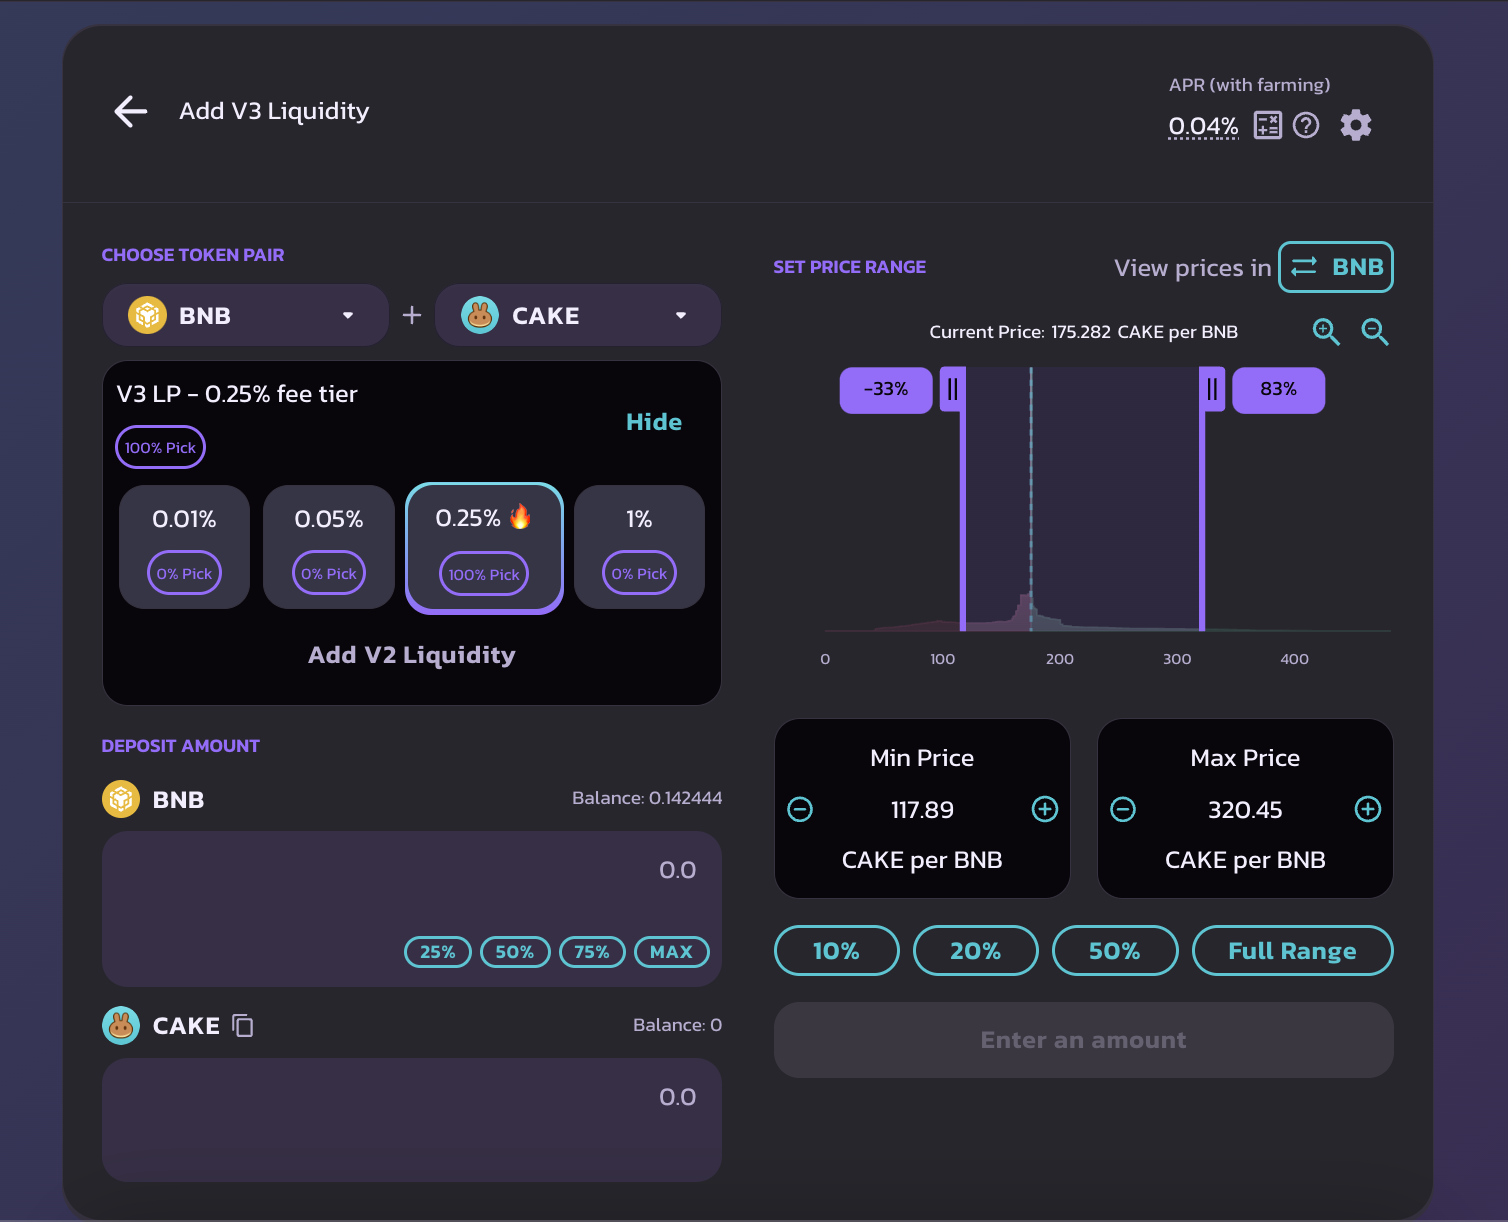 Add V3 Liquidity
APR (with farming)
0.04%
CHOOSE TOKEN PAIR
BNB + CAKE
V3 LP - 0.25% fee tier
Hide
100% Pick
0.01% 0.05% 0.25% 🔥 1%
0% Pick 0% Pick 100% Pick 0% Pick
Add V2 Liquidity
DEPOSIT AMOUNT
BNB Balance: 0.142444
0.0
25% 50% 75% MAX
CAKE Balance: 0
0.0
SET PRICE RANGE
View prices in BNB
Current Price: 175.282 CAKE per BNB
-33% 83%
0 100 200 300 400
Min Price
117.89
CAKE per BNB
Max Price
320.45
CAKE per BNB
10% 20% 50% Full Range
Enter an amount